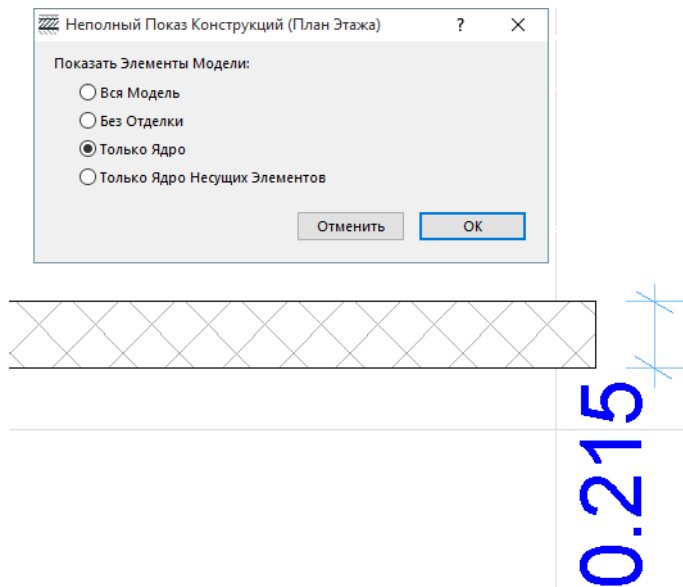 Неполный Показ Конструкций (План Этажа) ?
Показать Элементы Модели:
Вся Модель
Без Отделки
Только Ядро
Только Ядро Несущих Элементов
Отменить
OK
0.215